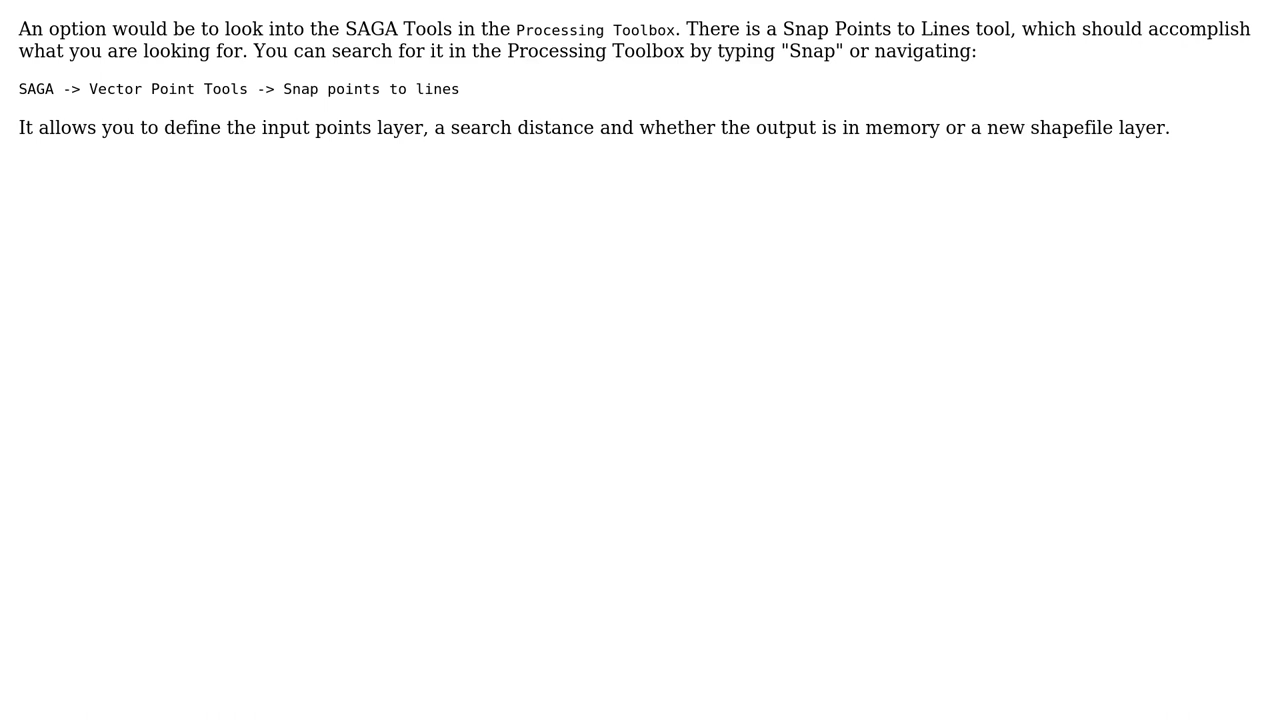 An option would be to look into the SAGA Tools in the Processing Toolbox. There is a Snap Points to Lines tool, which should accomplish
what you are looking for. You can search for it in the Processing Toolbox by typing "Snap" or navigating:
SAGA -> Vector Point Tools -> Snap points to lines
It allows you to define the input points layer, a search distance and whether the output is in memory or a new shapefile layer.